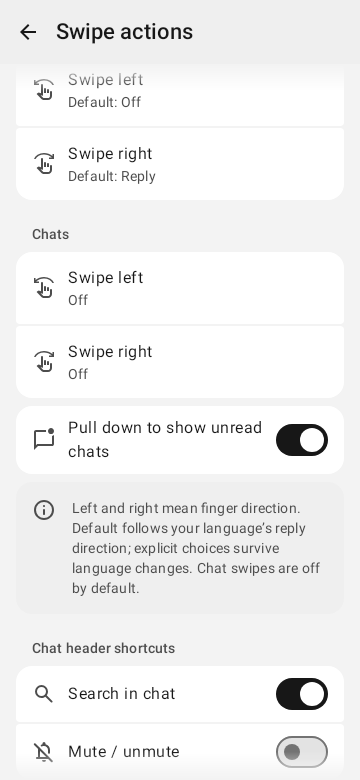 Swipe actions
Swipe left
Default: Off
Swipe right
Default: Reply
Chats
Swipe left
Off
Swipe right
Off
Pull down to show unread
chats
Left and right mean finger direction.
Default follows your language’s reply
direction; explicit choices survive
language changes. Chat swipes are off
by default.
Chat header shortcuts
Search in chat
Mute / unmute